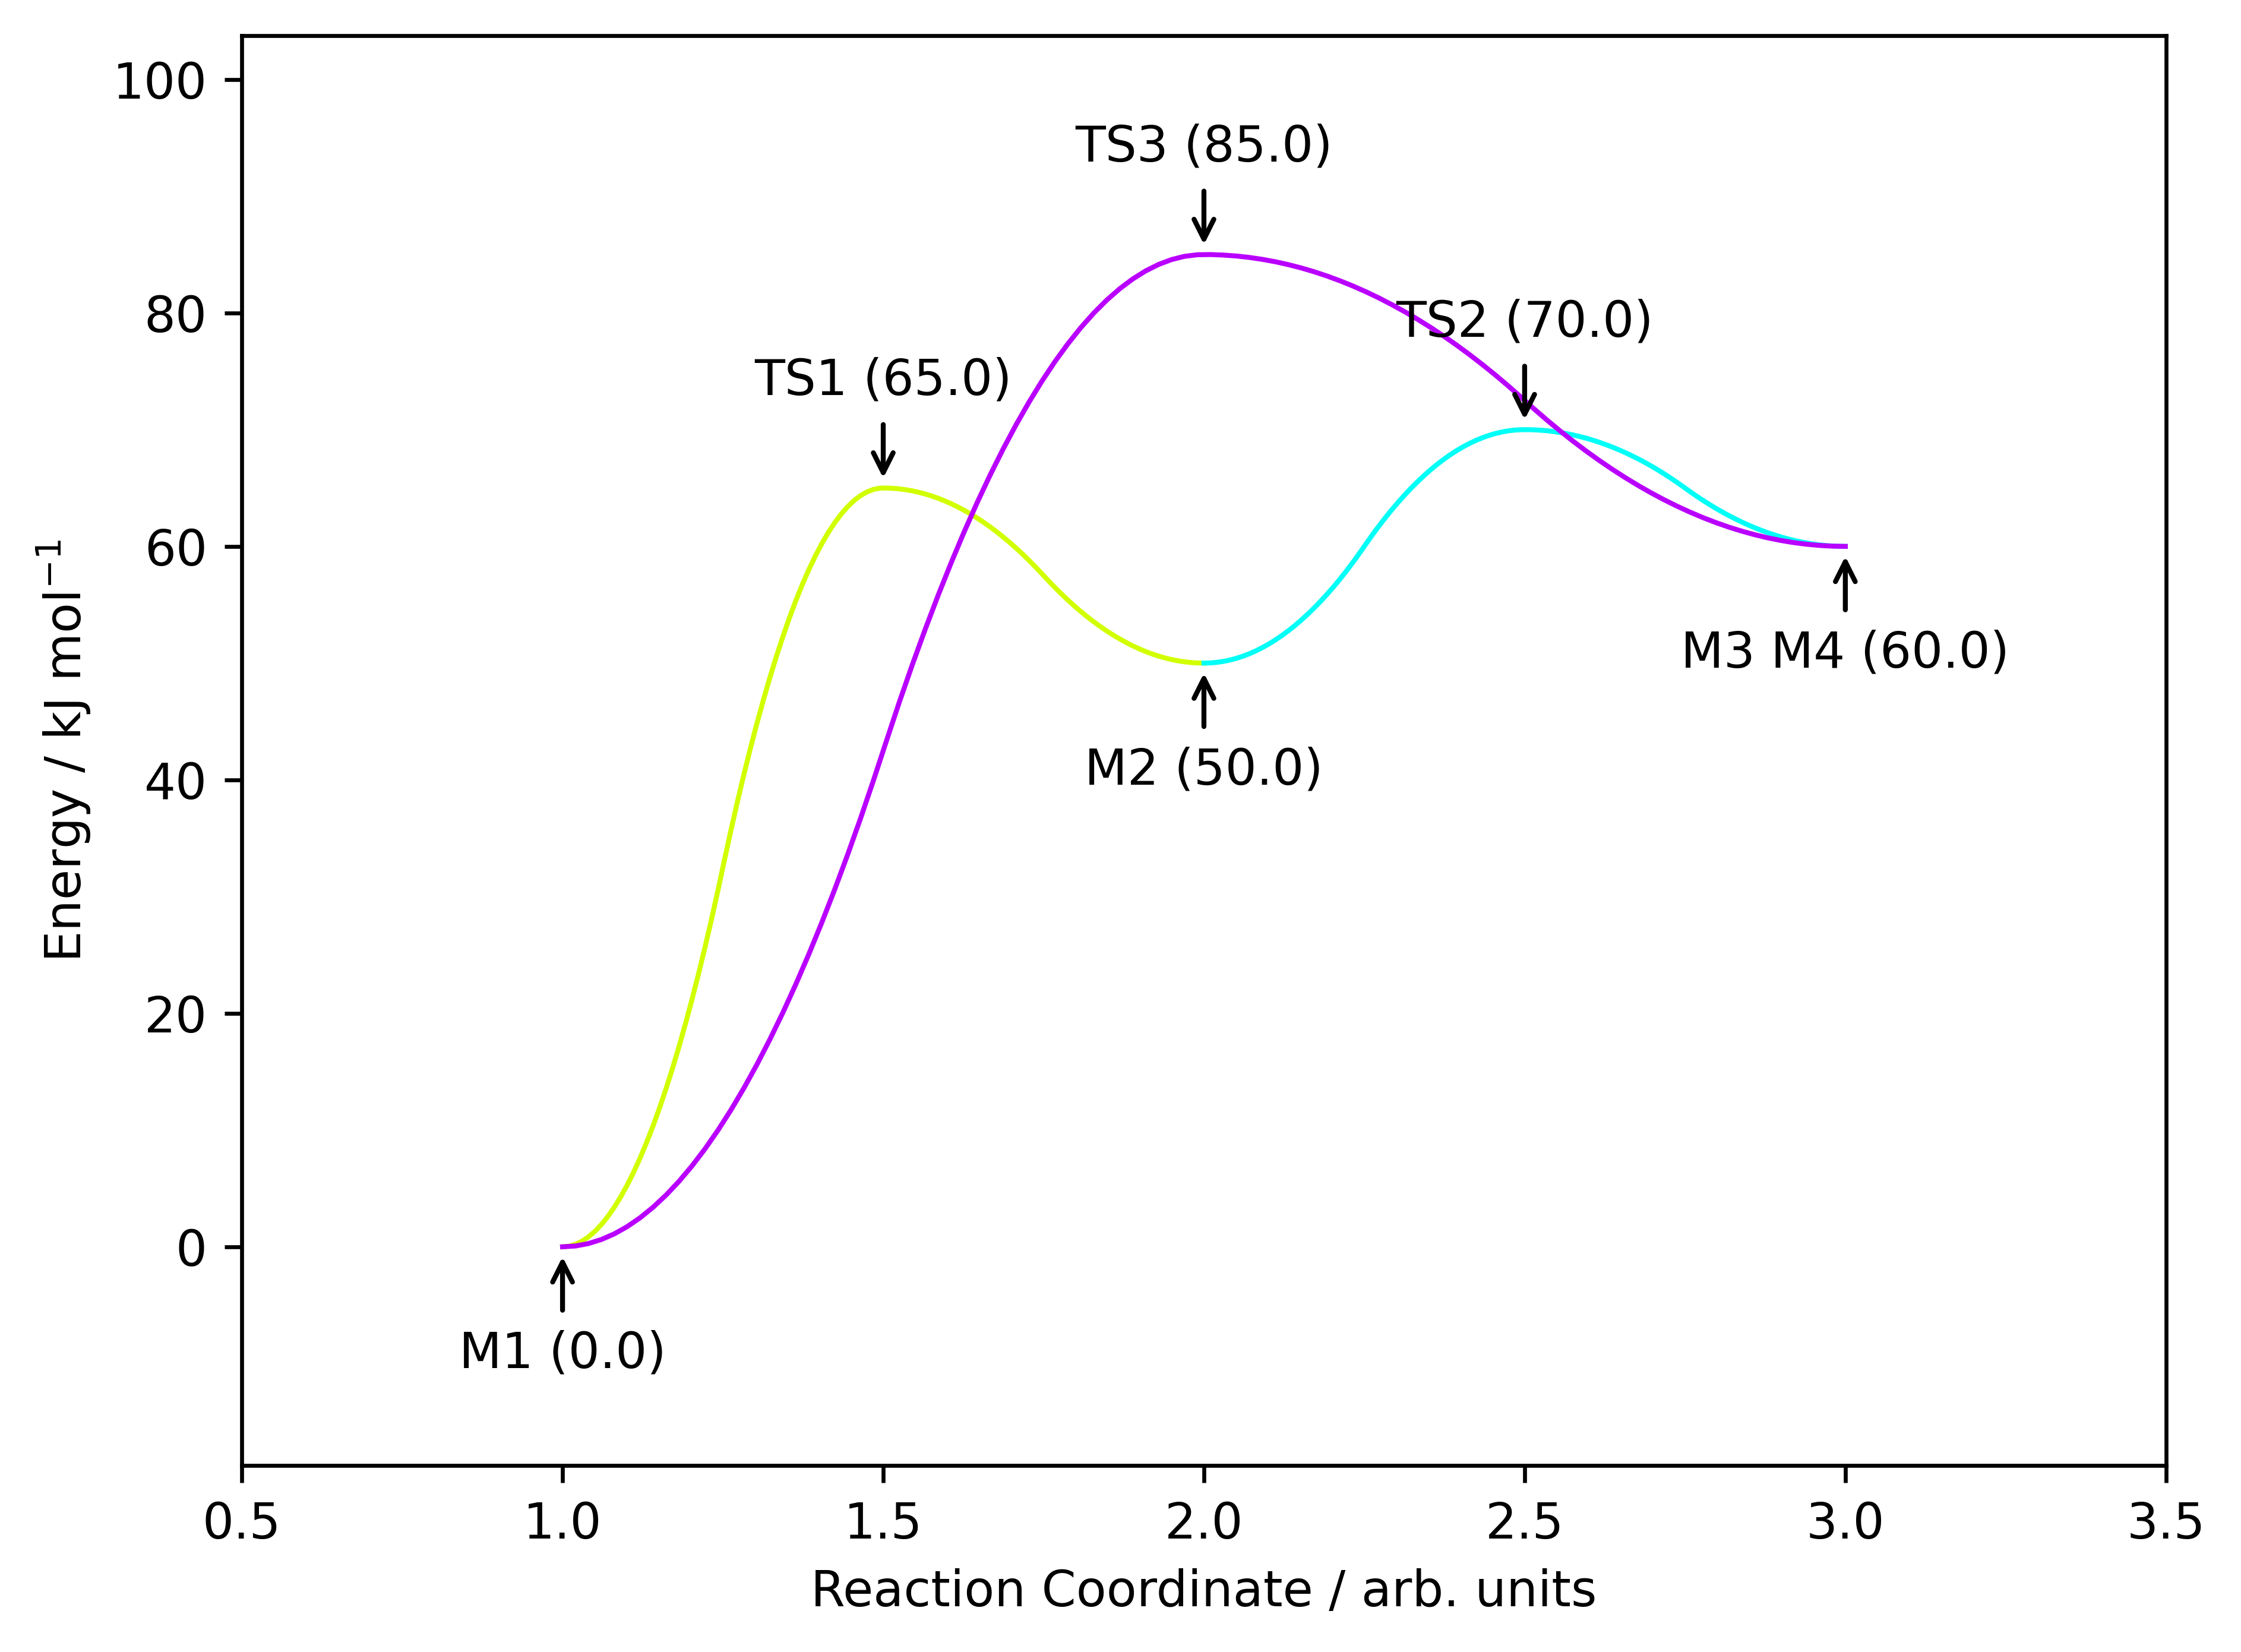 100
80
60
40
20
0
Energy / kJ mol⁻¹
TS3 (85.0)
TS2 (70.0)
TS1 (65.0)
M3 M4 (60.0)
M2 (50.0)
M1 (0.0)
0.5 1.0 1.5 2.0 2.5 3.0 3.5
Reaction Coordinate / arb. units